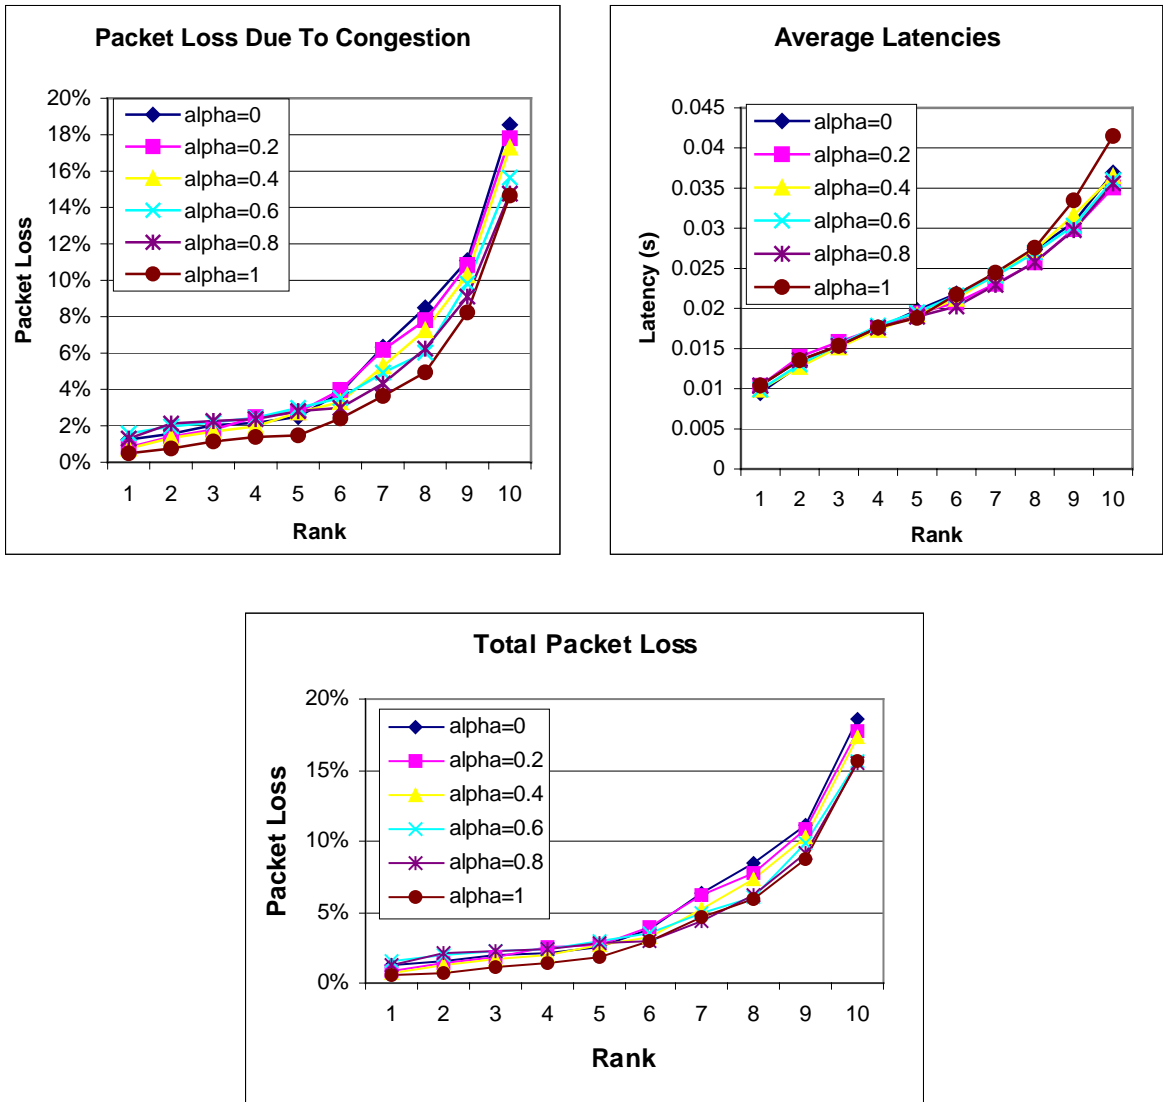 Packet Loss Due To Congestion
20%
18%
16%
14%
12%
10%
8%
6%
4%
2%
0%
Packet Loss
alpha=0
alpha=0.2
alpha=0.4
alpha=0.6
alpha=0.8
alpha=1
1 2 3 4 5 6 7 8 9 10
Rank
Average Latencies
0.045
0.04
0.035
0.03
0.025
0.02
0.015
0.01
0.005
0
Latency (s)
alpha=0
alpha=0.2
alpha=0.4
alpha=0.6
alpha=0.8
alpha=1
1 2 3 4 5 6 7 8 9 10
Rank
Total Packet Loss
20%
15%
10%
5%
0%
Packet Loss
alpha=0
alpha=0.2
alpha=0.4
alpha=0.6
alpha=0.8
alpha=1
1 2 3 4 5 6 7 8 9 10
Rank